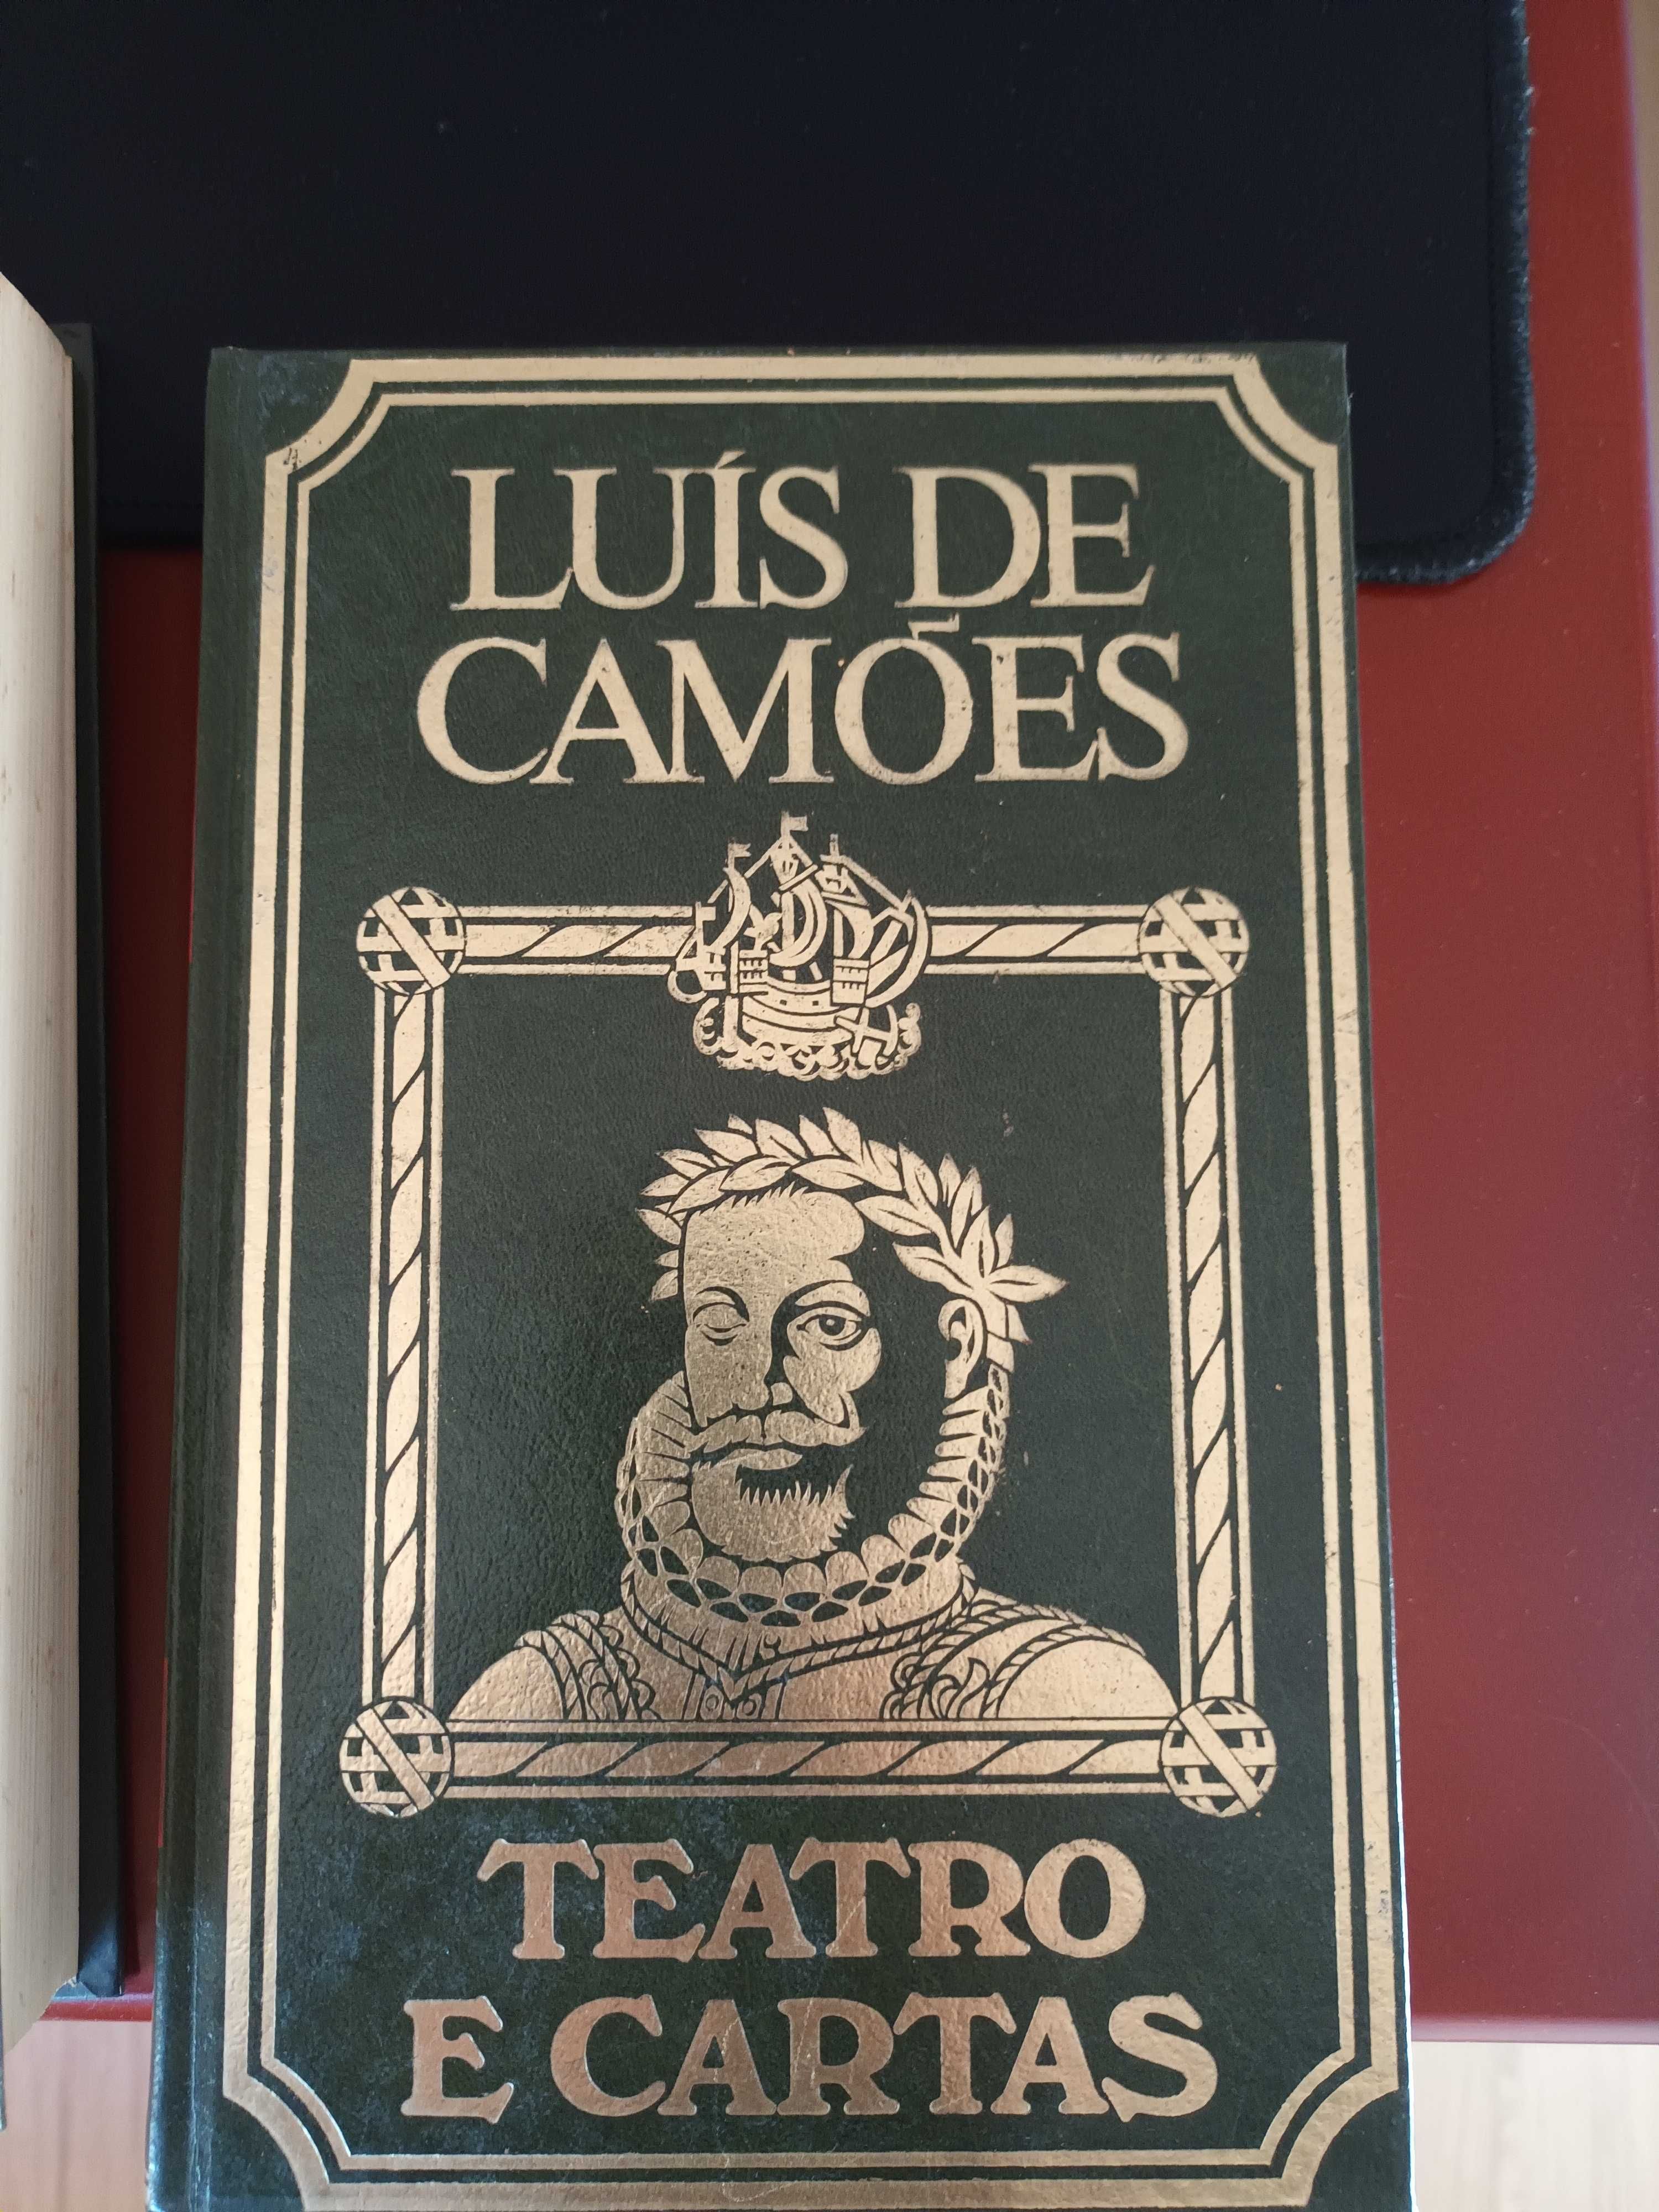 LUÍS DE
CAMÕES
TEATRO
E CARTAS